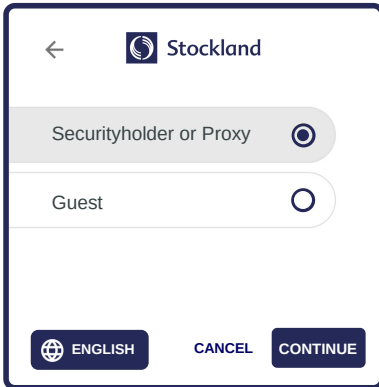 Stockland
Securityholder or Proxy
Guest
ENGLISH CANCEL CONTINUE